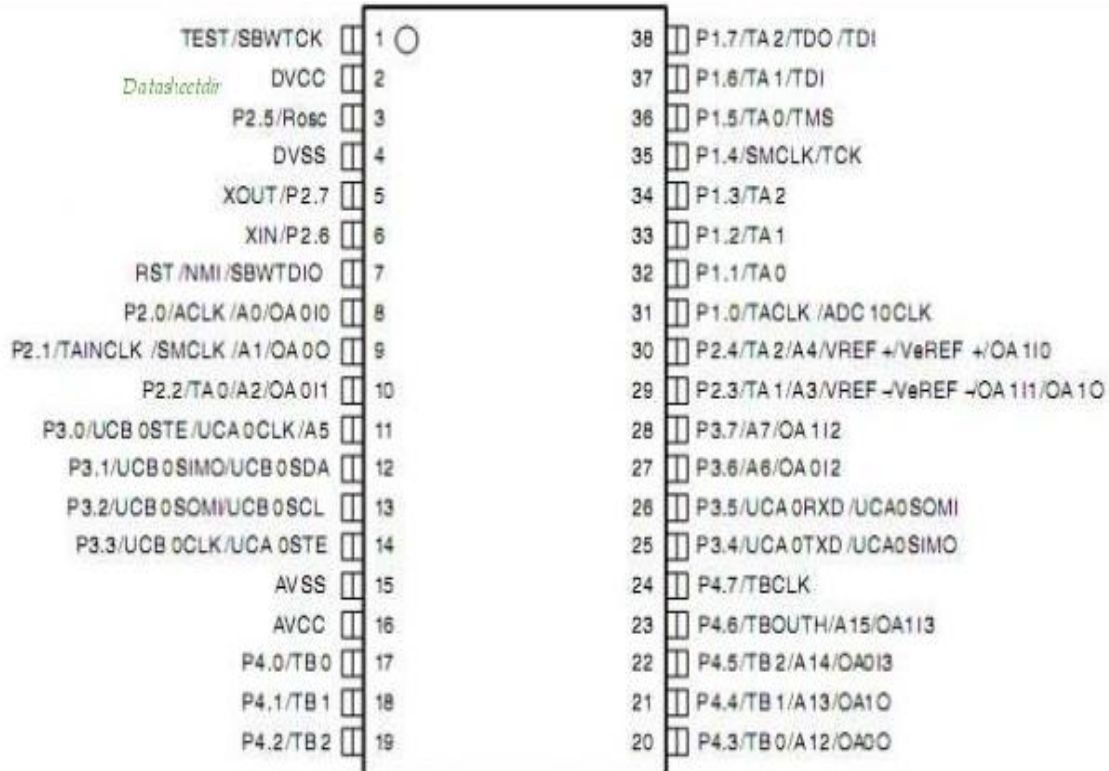 TEST/SBWTCK 1 38 P1.7/TA2/TDO/TDI
Datasheetdir
DVCC 2 37 P1.6/TA1/TDI
P2.5/Rosc 3 36 P1.5/TA0/TMS
DVSS 4 35 P1.4/SMCLK/TCK
XOUT/P2.7 5 34 P1.3/TA2
XIN/P2.6 6 33 P1.2/TA1
RST/NMI/SBWTDIO 7 32 P1.1/TA0
P2.0/ACLK/A0/OA0I0 8 31 P1.0/TACLK/ADC10CLK
P2.1/TAINCLK/SMCLK/A1/OA0O 9 30 P2.4/TA2/A4/VREF+/VeREF+/OA1I0
P2.2/TA0/A2/OA0I1 10 29 P2.3/TA1/A3/VREF-/VeREF-/OA1I1/OA1O
P3.0/UCB0STE/UCA0CLK/A5 11 28 P3.7/A7/OA1I2
P3.1/UCB0SIMO/UCB0SDA 12 27 P3.6/A6/OA0I2
P3.2/UCB0SOMI/UCB0SCL 13 26 P3.5/UCA0RXD/UCA0SOMI
P3.3/UCB0CLK/UCA0STE 14 25 P3.4/UCA0TXD/UCA0SIMO
AVSS 15 24 P4.7/TBCLK
AVCC 16 23 P4.6/TBOUTH/A15/OA1I3
P4.0/TB0 17 22 P4.5/TB2/A14/OA0I3
P4.1/TB1 18 21 P4.4/TB1/A13/OA1O
P4.2/TB2 19 20 P4.3/TB0/A12/OA0O